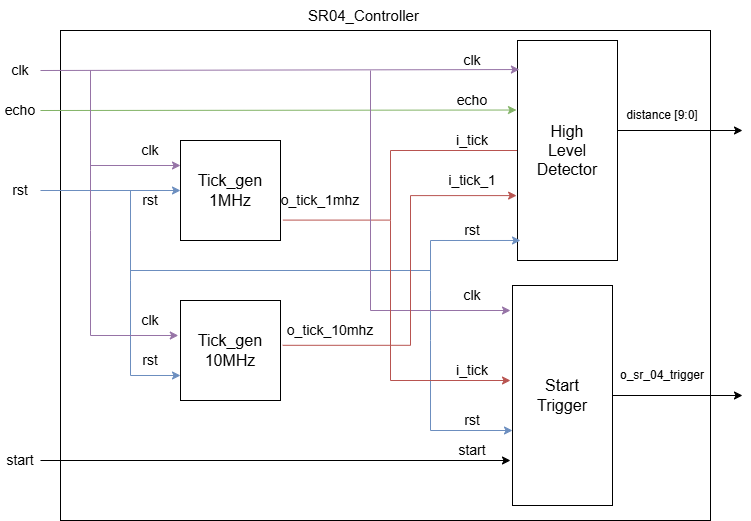 SR04_Controller
clk
clk
echo
echo
distance [9:0]
High
Level
Detector
i_tick
clk
Tick_gen
1MHz
i_tick_1
rst
rst
o_tick_1mhz
rst
clk
clk
Tick_gen
10MHz
o_tick_10mhz
rst
i_tick
o_sr_04_trigger
Start
Trigger
rst
start
start